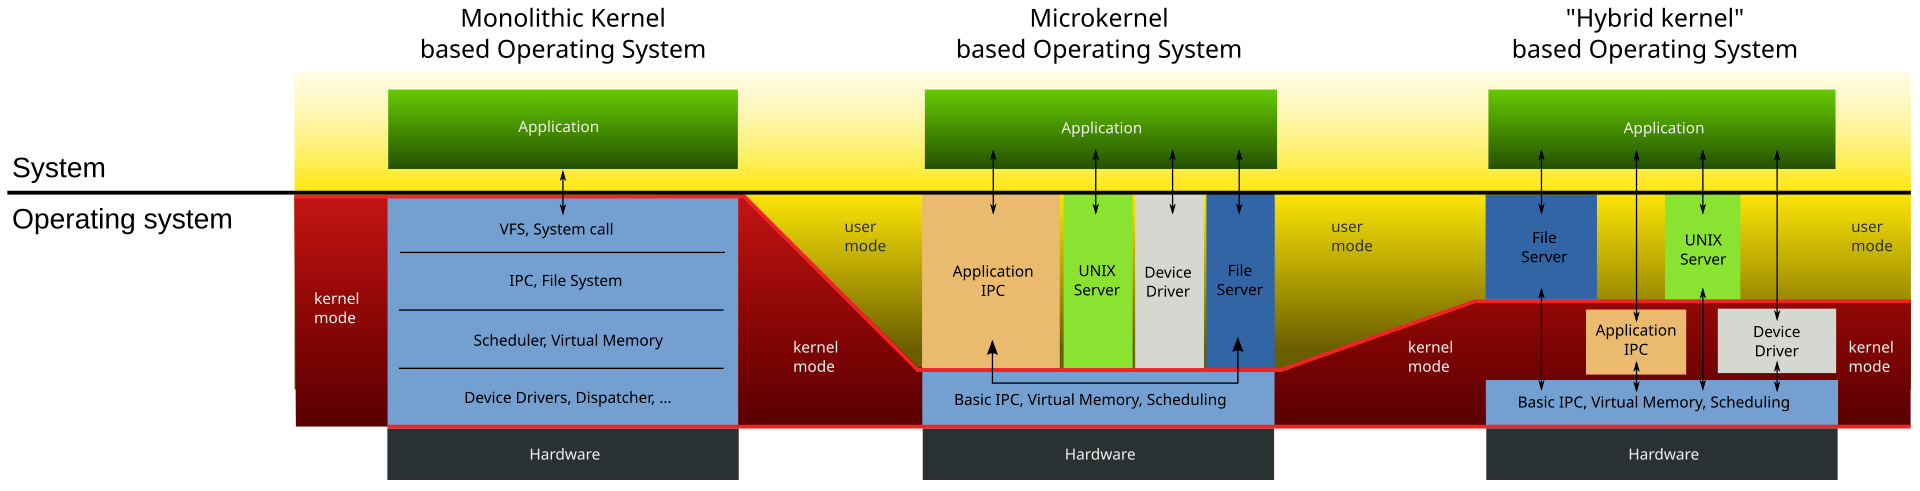 Monolithic Kernel
based Operating System
Microkernel
based Operating System
"Hybrid kernel"
based Operating System
System
Operating system
Application
VFS, System call
IPC, File System
Scheduler, Virtual Memory
Device Drivers, Dispatcher, ...
Hardware
kernel
mode
kernel
mode
user
mode
Application
Application
IPC
UNIX
Server
Device
Driver
File
Server
Basic IPC, Virtual Memory, Scheduling
Hardware
user
mode
kernel
mode
Application
File
Server
UNIX
Server
Application
IPC
Device
Driver
Basic IPC, Virtual Memory, Scheduling
Hardware
user
mode
kernel
mode